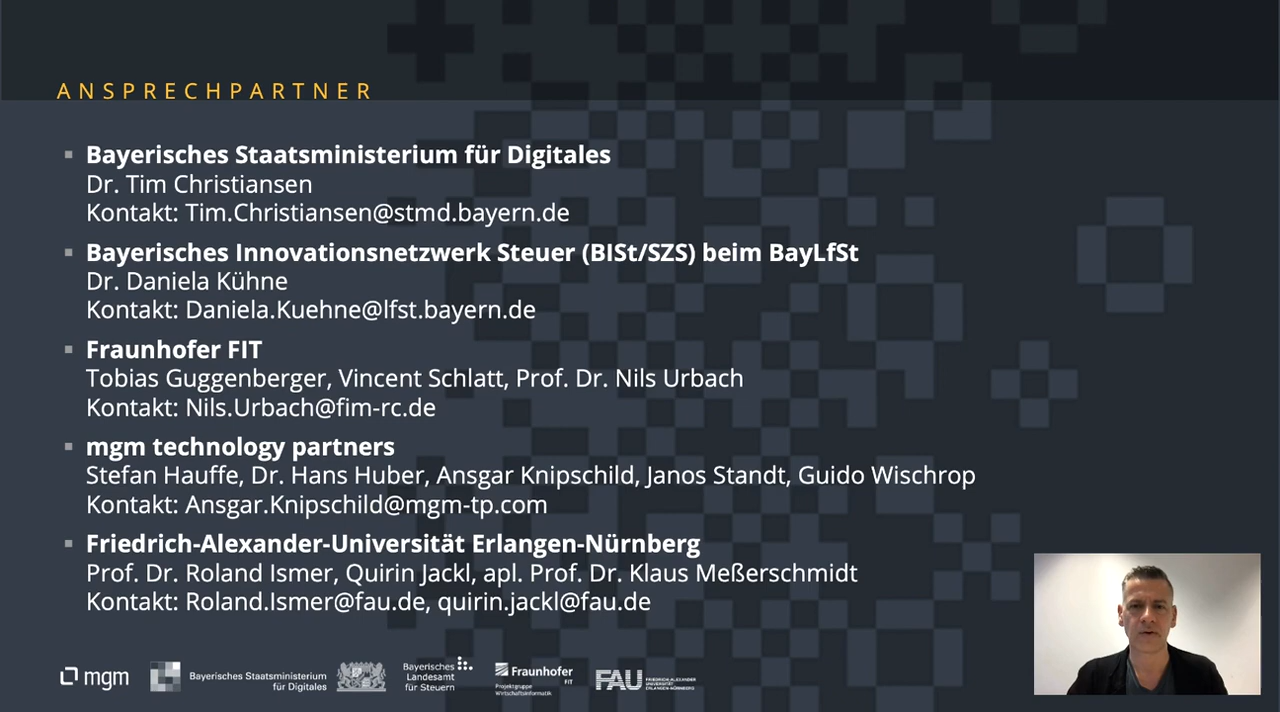 ANSPRECHPARTNER
Bayerisches Staatsministerium für Digitales
Dr. Tim Christiansen
Kontakt: Tim.Christiansen@stmd.bayern.de
Bayerisches Innovationsnetzwerk Steuer (BISt/SZS) beim BayLfSt
Dr. Daniela Kühne
Kontakt: Daniela.Kuehne@lfst.bayern.de
Fraunhofer FIT
Tobias Guggenberger, Vincent Schlatt, Prof. Dr. Nils Urbach
Kontakt: Nils.Urbach@fim-rc.de
mgm technology partners
Stefan Hauffe, Dr. Hans Huber, Ansgar Knipschild, Janos Standt, Guido Wischrop
Kontakt: Ansgar.Knipschild@mgm-tp.com
Friedrich-Alexander-Universität Erlangen-Nürnberg
Prof. Dr. Roland Ismer, Quirin Jackl, apl. Prof. Dr. Klaus Meßerschmidt
Kontakt: Roland.Ismer@fau.de, quirin.jackl@fau.de
mgm
Bayerisches Staatsministerium
für Digitales
Bayerisches
Landesamt
für Steuern
Fraunhofer
FIT
Projektgruppe
Wirtschaftsinformatik
FAU
FRIEDRICH-ALEXANDER
UNIVERSITÄT
ERLANGEN-NÜRNBERG